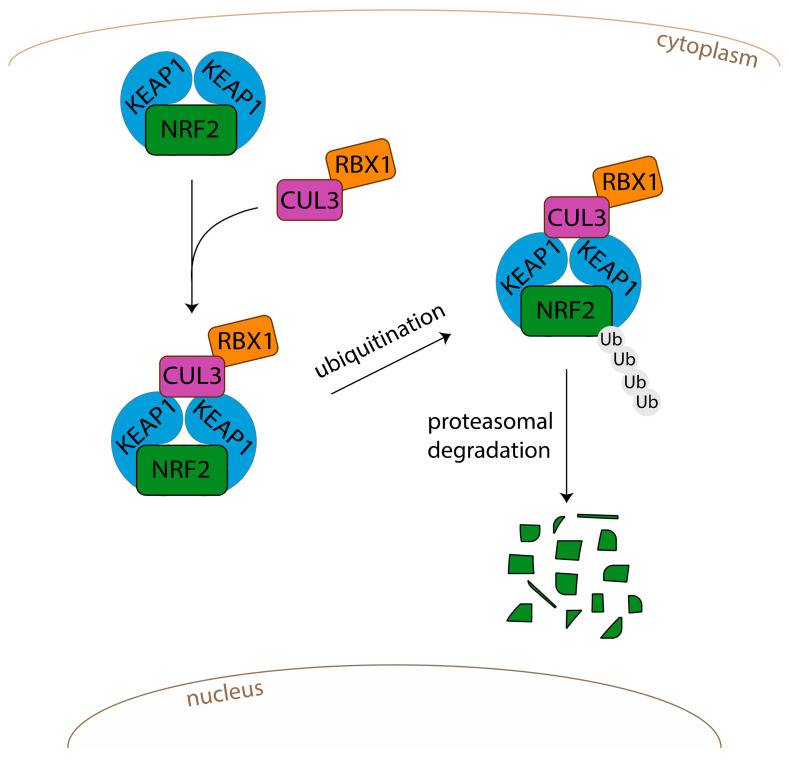 cytoplasm
KEAP1
KEAP1
NRF2
RBX1
CUL3
RBX1
CUL3
KEAP1
KEAP1
NRF2
ubiquitination
RBX1
CUL3
KEAP1
KEAP1
NRF2
Ub
Ub
Ub
Ub
proteasomal
degradation
nucleus